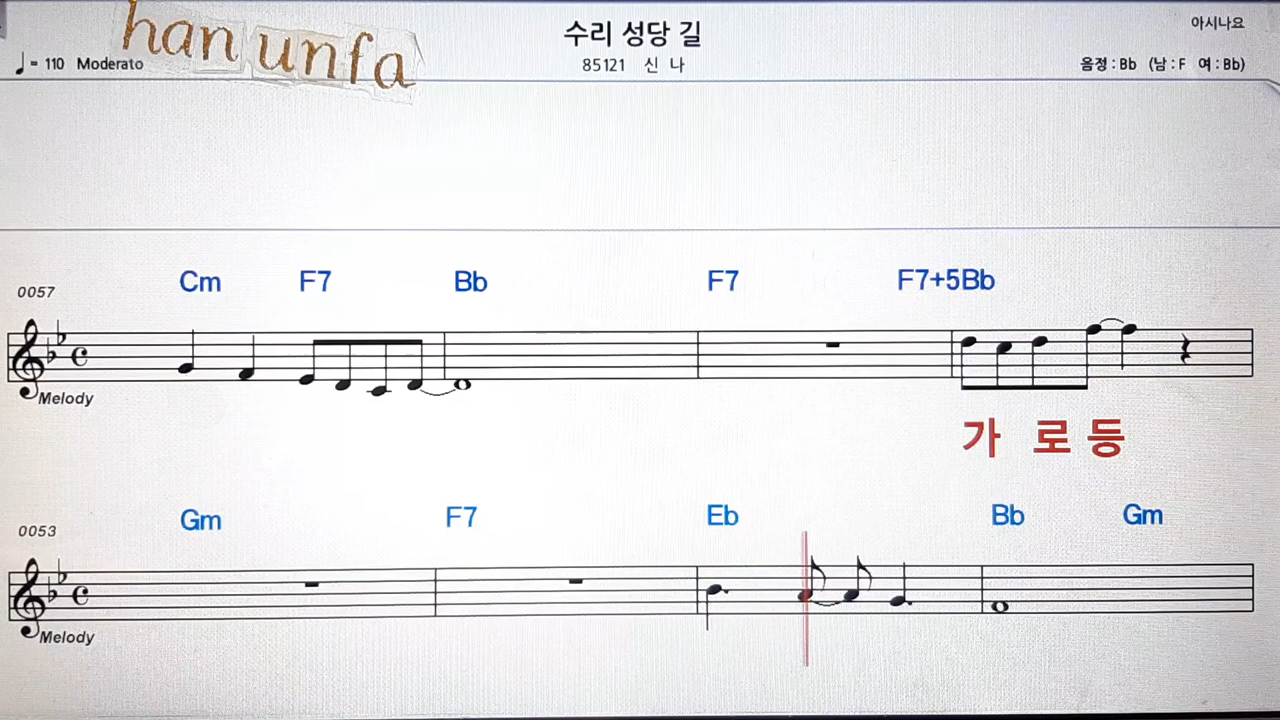 han unfa
수리 성당 길
아시나요
♩= 110 Moderato
85121 신 나
음정 : Bb (남 : F 여 : Bb)
Cm F7 Bb F7 F7+5Bb
0057
Melody
가 로 등
Gm F7 Eb Bb Gm
0053
Melody